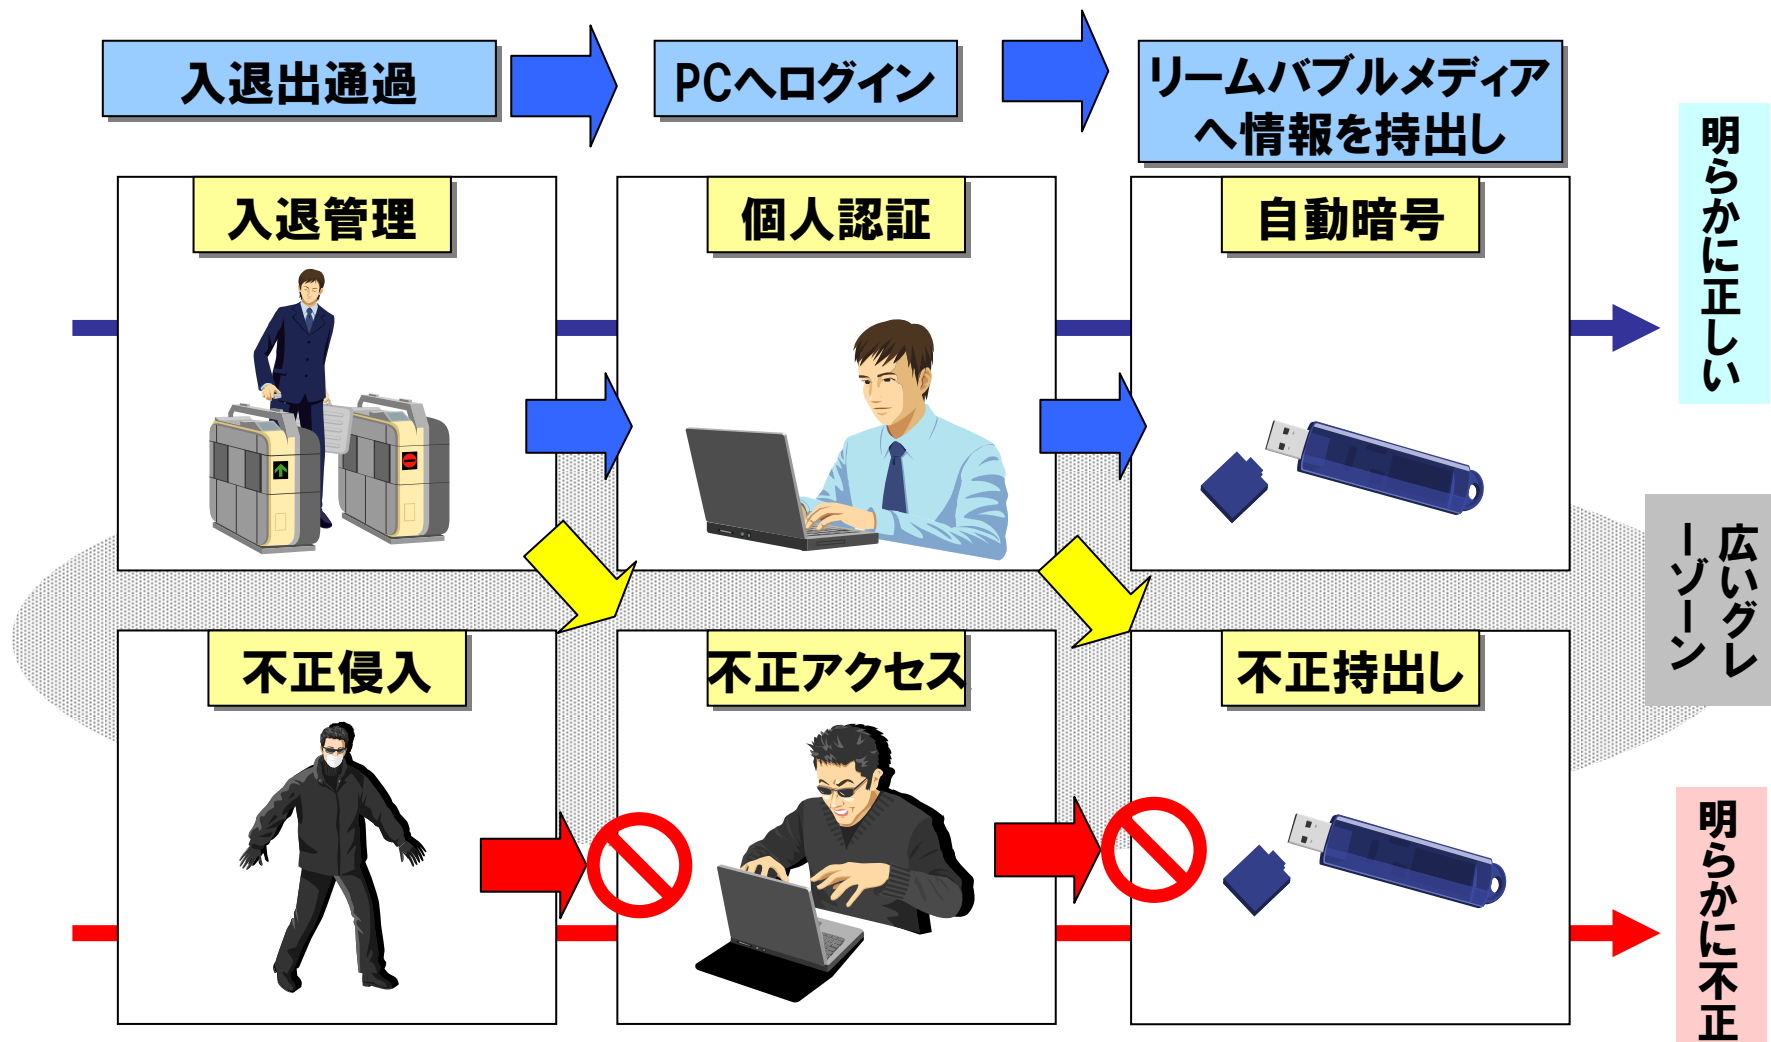 入退出通過
PCへログイン
リームバブルメディア
へ情報を持出し
明らかに正しい
入退管理
個人認証
自動暗号
広いグレ
ーゾーン
不正侵入
不正アクセス
不正持出し
明らかに不正